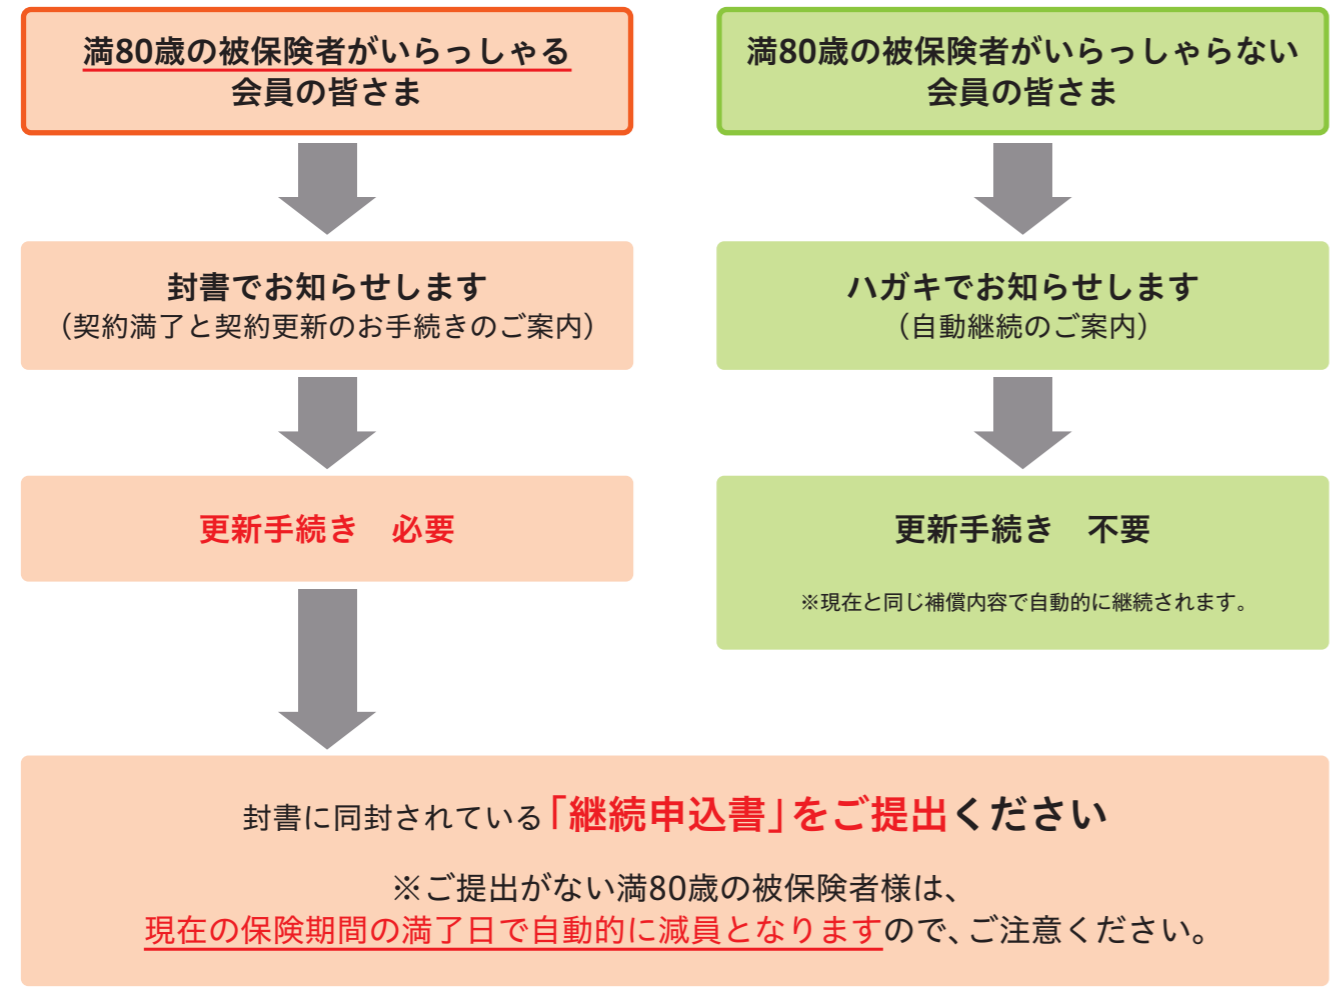 満80歳の被保険者がいらっしゃる
会員の皆さま
封書でお知らせします
（契約満了と契約更新のお手続きのご案内）
更新手続き　必要
満80歳の被保険者がいらっしゃらない
会員の皆さま
ハガキでお知らせします
（自動継続のご案内）
更新手続き　不要
※現在と同じ補償内容で自動的に継続されます。
封書に同封されている「継続申込書」をご提出ください
※ご提出がない満80歳の被保険者様は、
現在の保険期間の満了日で自動的に減員となりますので、ご注意ください。